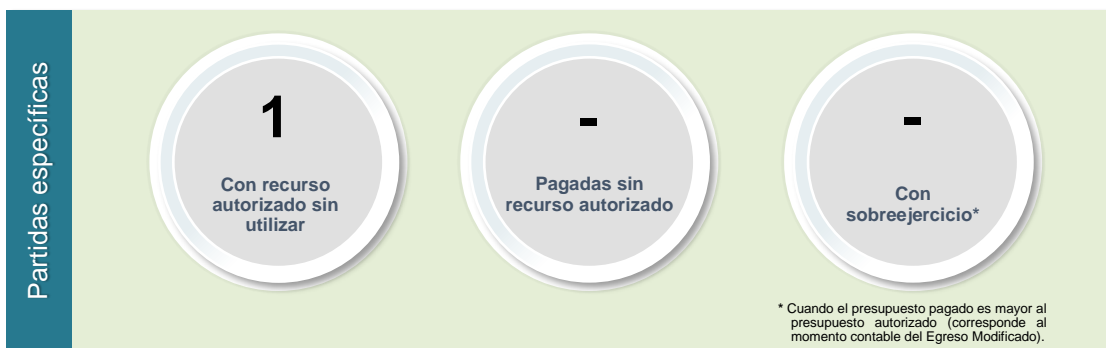 Partidas específicas
1
Con recurso
autorizado sin
utilizar
-
Pagadas sin
recurso autorizado
-
Con
sobreejercicio*
* Cuando el presupuesto pagado es mayor al
presupuesto autorizado (corresponde al
momento contable del Egreso Modificado).